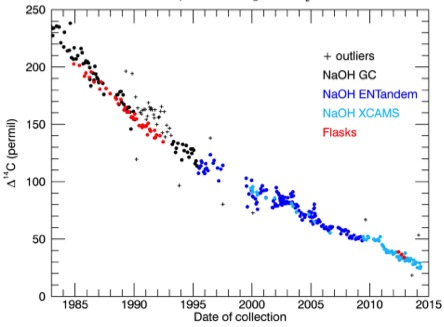 250
200
150
100
50
0
Δ¹⁴C (permil)
+ outliers
NaOH GC
NaOH ENTandem
NaOH XCAMS
Flasks
1985 1990 1995 2000 2005 2010 2015
Date of collection